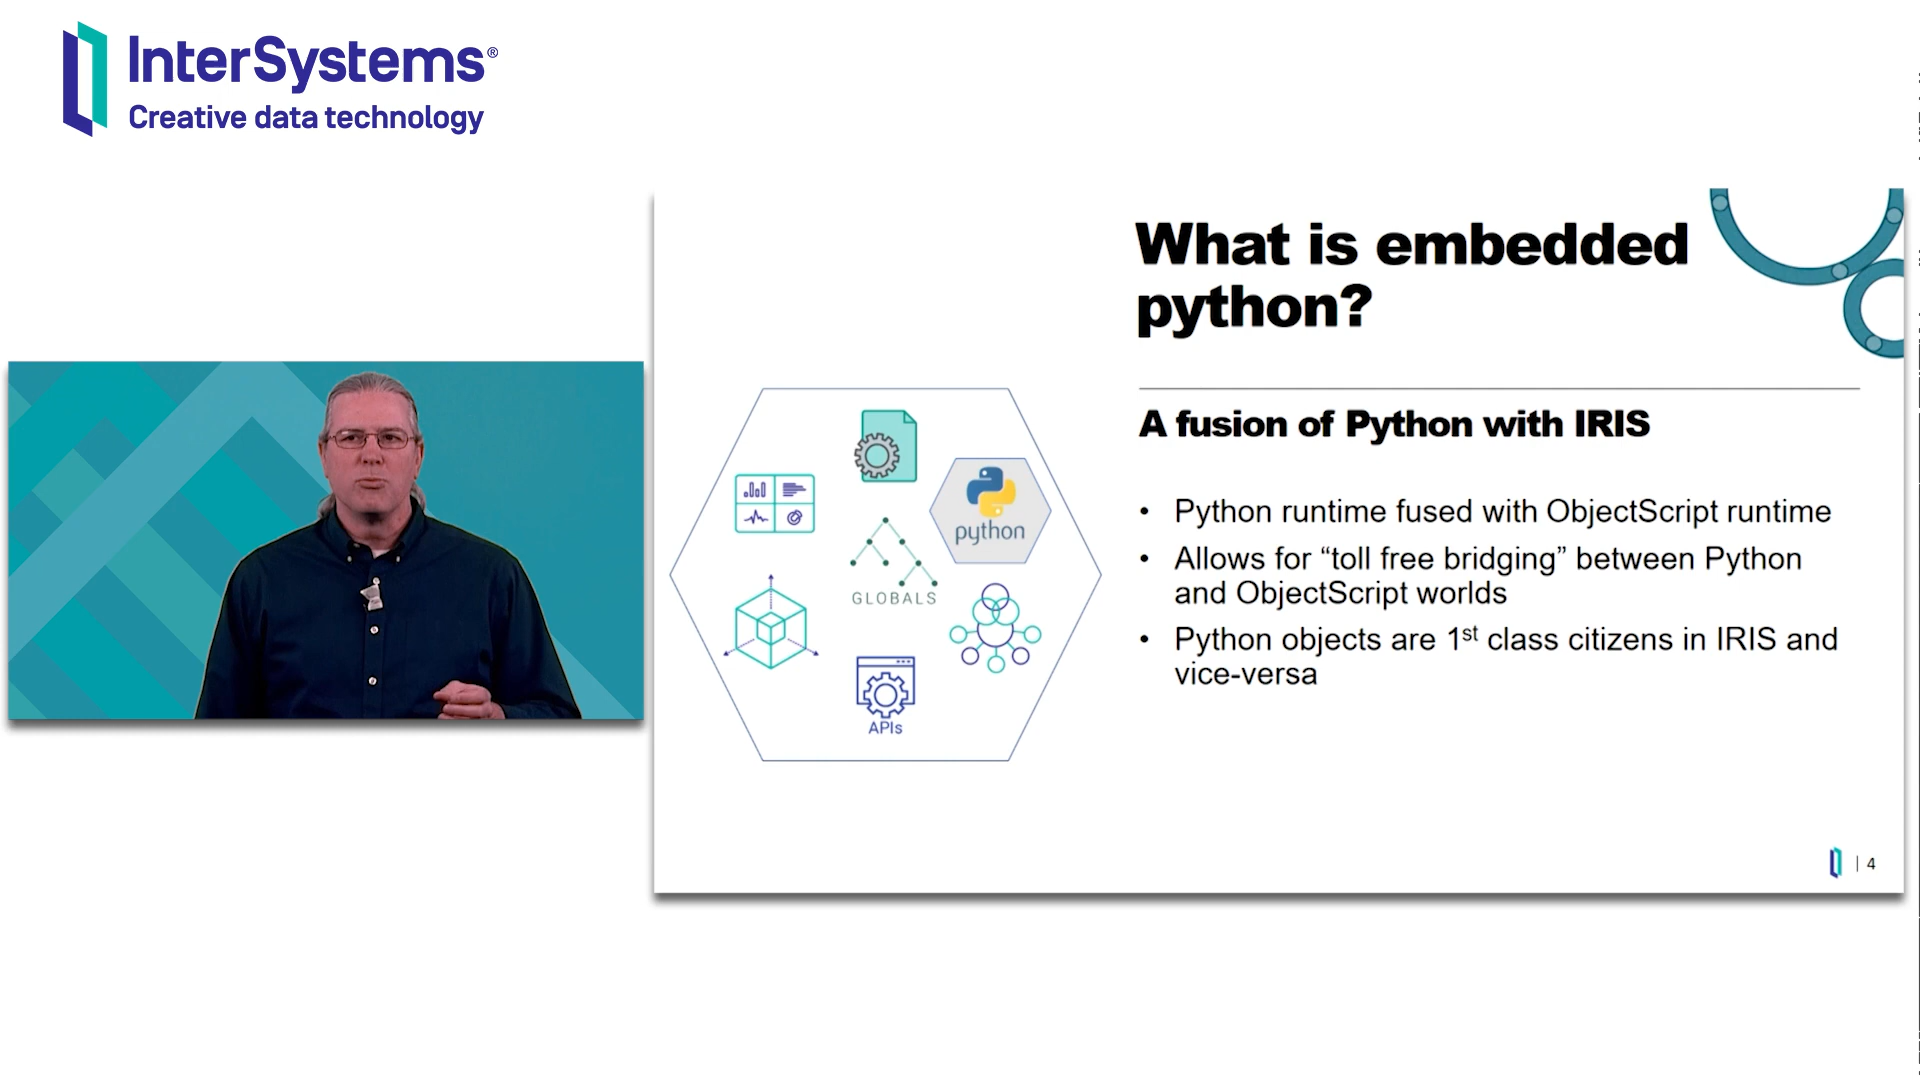 InterSystems®
Creative data technology
What is embedded
python?
A fusion of Python with IRIS
• Python runtime fused with ObjectScript runtime
• Allows for “toll free bridging” between Python
and ObjectScript worlds
• Python objects are 1st class citizens in IRIS and
vice-versa
python
GLOBALS
APIs
| 4